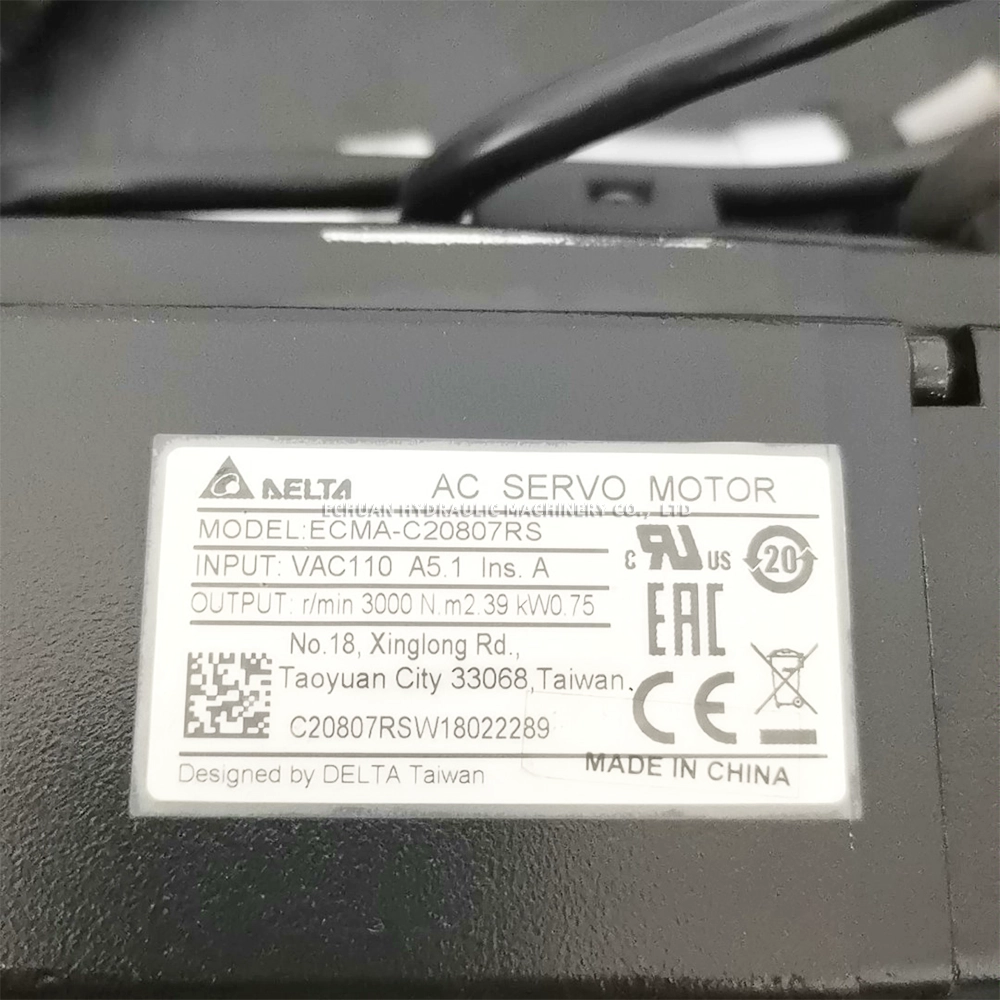 DELTA AC SERVO MOTOR
ECHUAN HYDRAULIC MACHINERY CO., LTD
MODEL:ECMA-C20807RS
INPUT: VAC110 A5.1 Ins. A
OUTPUT: r/min 3000 N.m2.39 kW0.75
c RU US
20
EAC
No.18, Xinglong Rd.,
Taoyuan City 33068,Taiwan.
CE
C20807RSW18022289
MADE IN CHINA
Designed by DELTA Taiwan